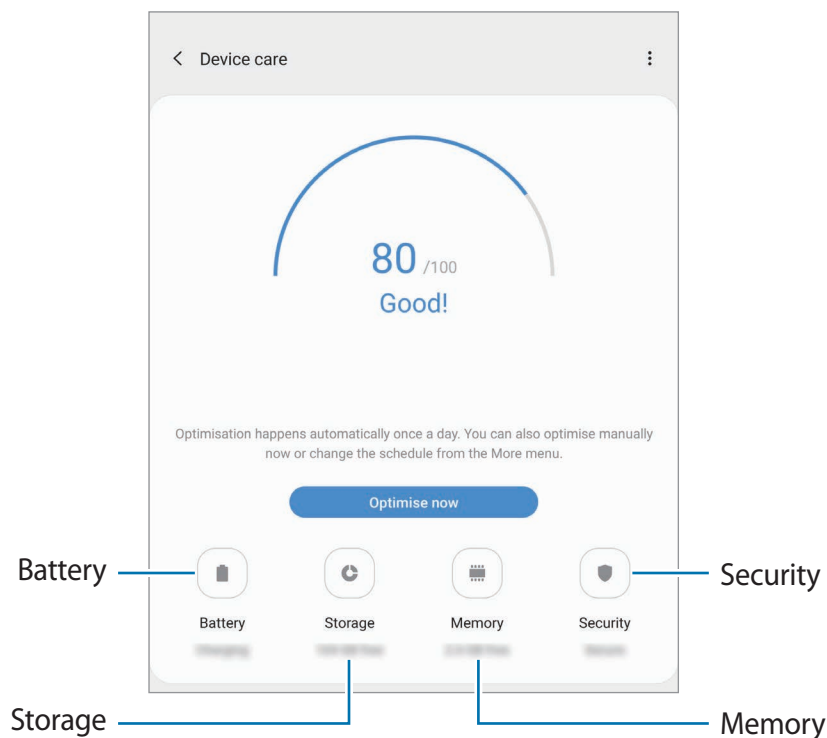 Device care
80 /100
Good!
Optimisation happens automatically once a day. You can also optimise manually
now or change the schedule from the More menu.
Optimise now
Battery
Security
Battery Storage Memory Security
Storage
Memory